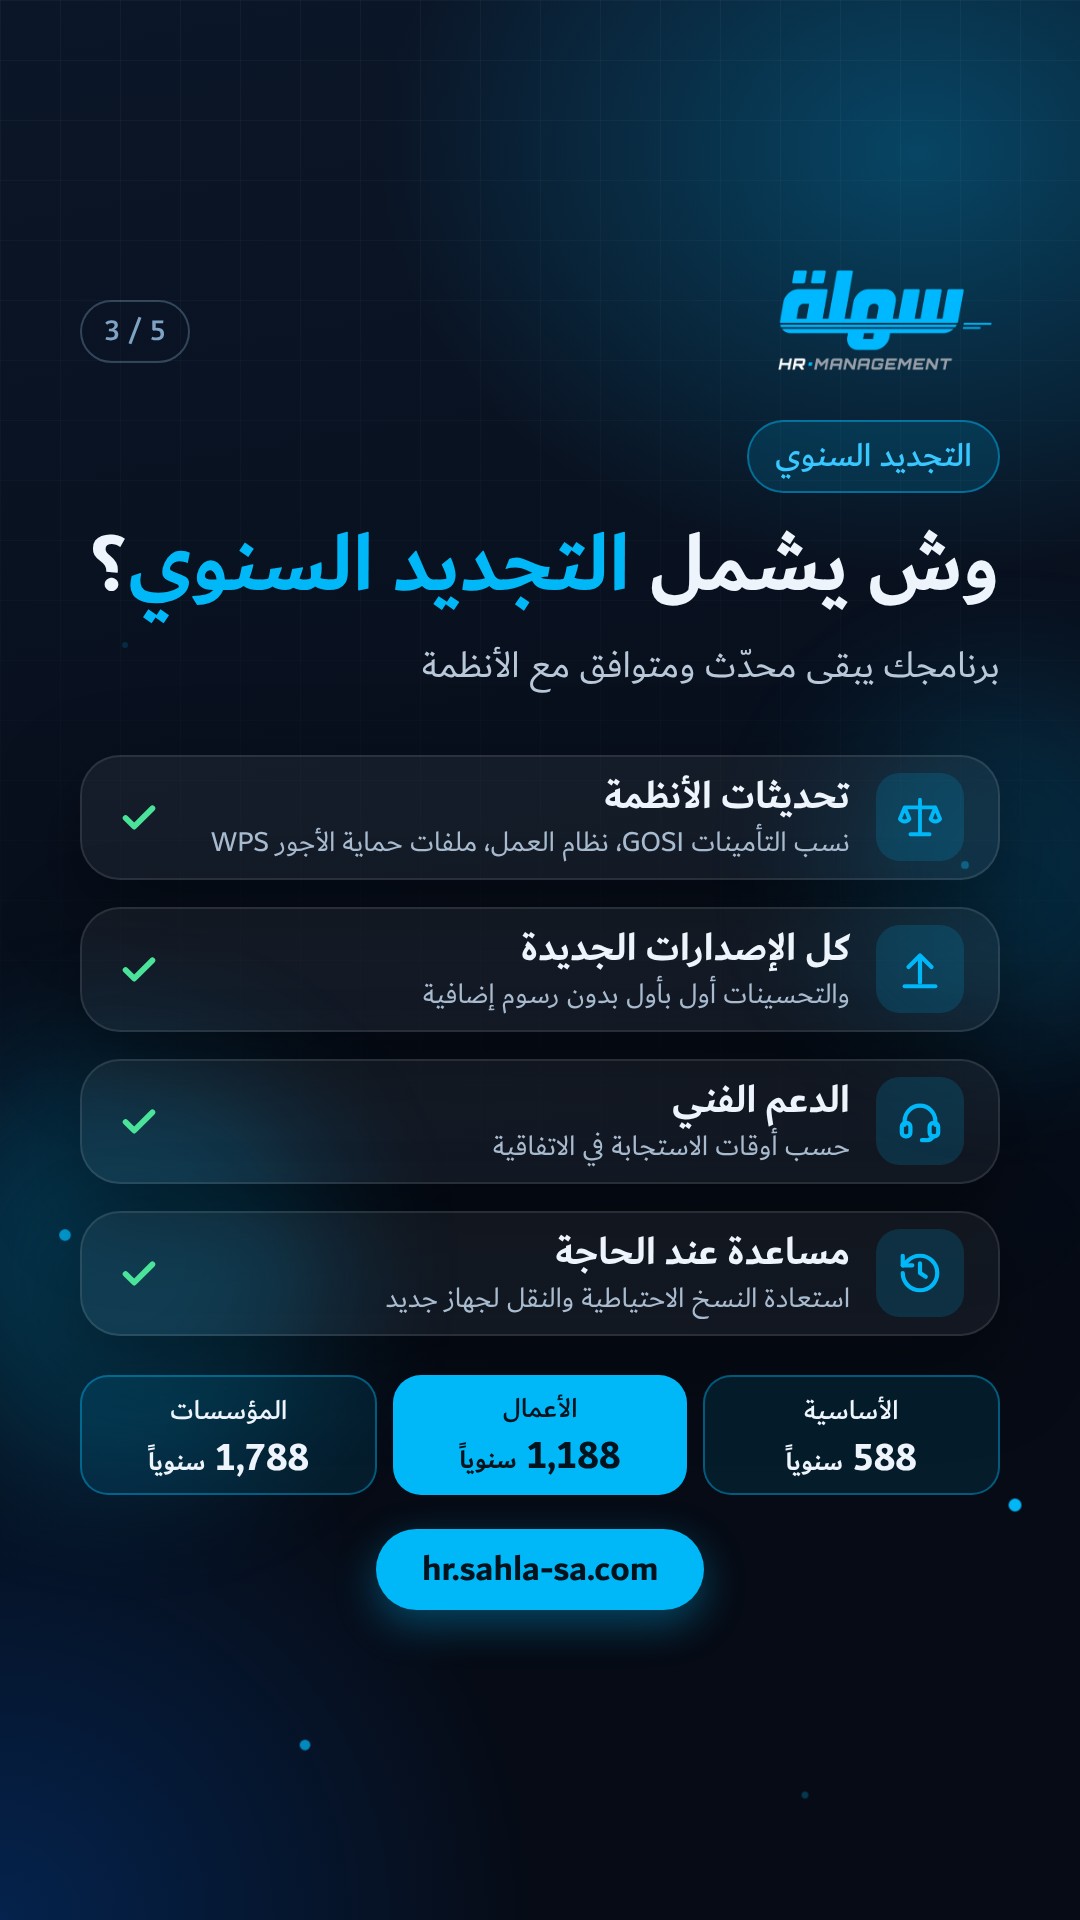 سهلة
HR·MANAGEMENT
3 / 5
التجديد السنوي
وش يشمل التجديد السنوي؟
برنامجك يبقى محدّث ومتوافق مع الأنظمة
تحديثات الأنظمة
نسب التأمينات GOSI، نظام العمل، ملفات حماية الأجور WPS
كل الإصدارات الجديدة
والتحسينات أول بأول بدون رسوم إضافية
الدعم الفني
حسب أوقات الاستجابة في الاتفاقية
مساعدة عند الحاجة
استعادة النسخ الاحتياطية والنقل لجهاز جديد
الأساسية
588 سنوياً
الأعمال
1,188 سنوياً
المؤسسات
1,788 سنوياً
hr.sahla-sa.com